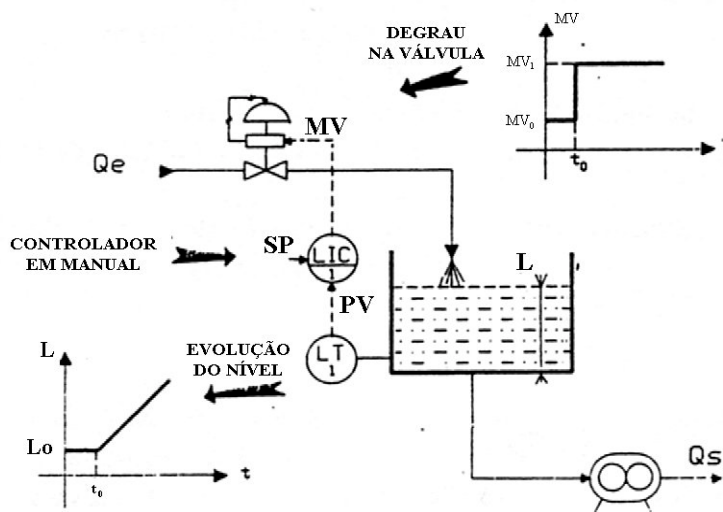 DEGRAU
NA VÁLVULA
MV
MV₁
MV₀
t₀
MV
Qe
CONTROLADOR
EM MANUAL
SP
LIC
1
L
PV
LT
1
EVOLUÇÃO
DO NÍVEL
L
Lo
t₀
t
Qs